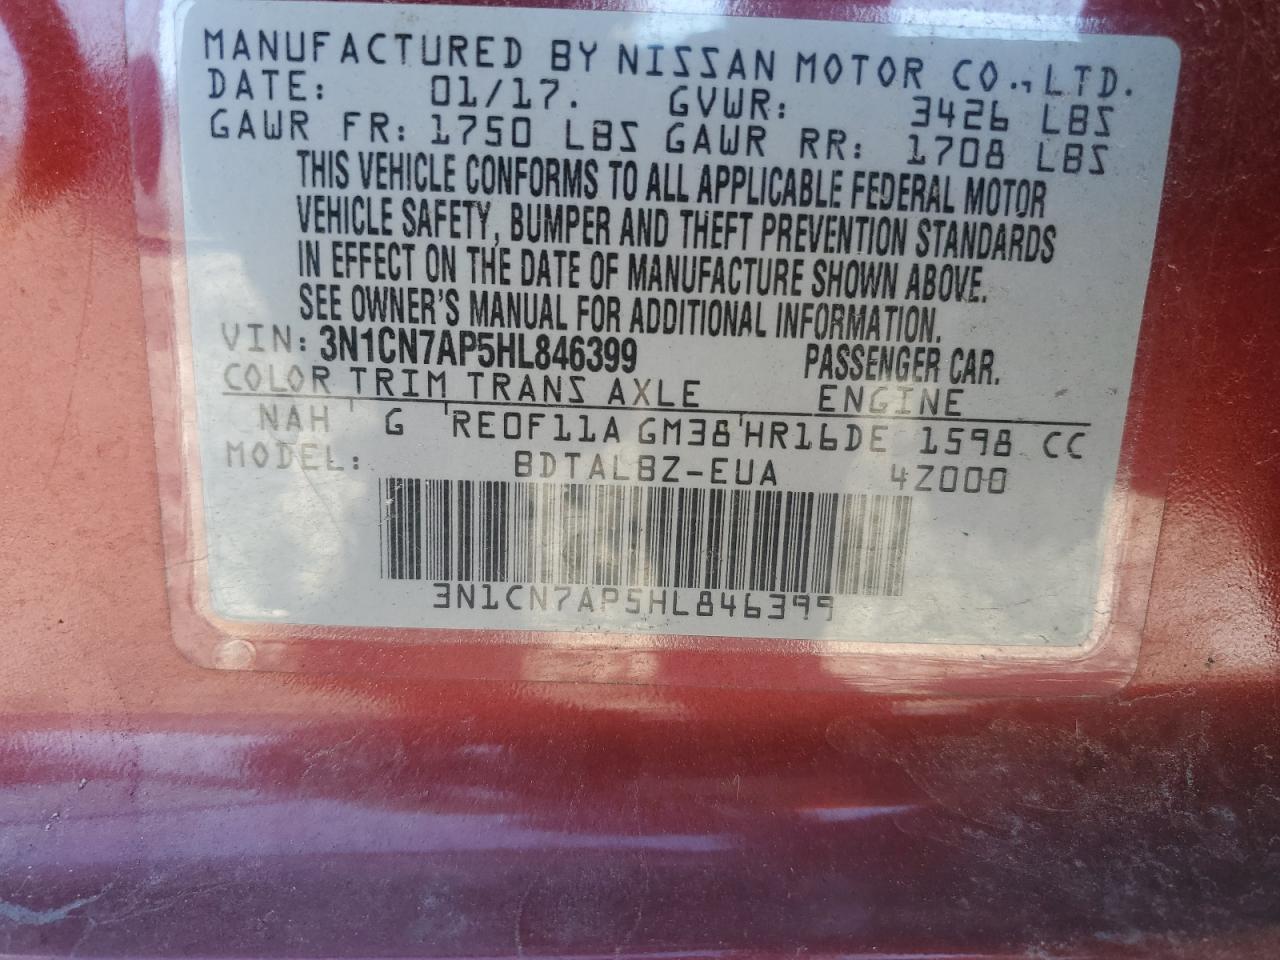 MANUFACTURED BY NISSAN MOTOR CO., LTD.
DATE: 01/17. GVWR: 3426 LBS
GAWR FR: 1750 LBS GAWR RR: 1708 LBS
THIS VEHICLE CONFORMS TO ALL APPLICABLE FEDERAL MOTOR
VEHICLE SAFETY, BUMPER AND THEFT PREVENTION STANDARDS
IN EFFECT ON THE DATE OF MANUFACTURE SHOWN ABOVE.
SEE OWNER'S MANUAL FOR ADDITIONAL INFORMATION.
VIN: 3N1CN7AP5HL846399 PASSENGER CAR.
COLOR TRIM TRANS AXLE ENGINE
NAH G RE0F11A GM38 HR16DE 1598 CC
MODEL: BDTALBZ-EUA 4Z000
3N1CN7AP5HL846399